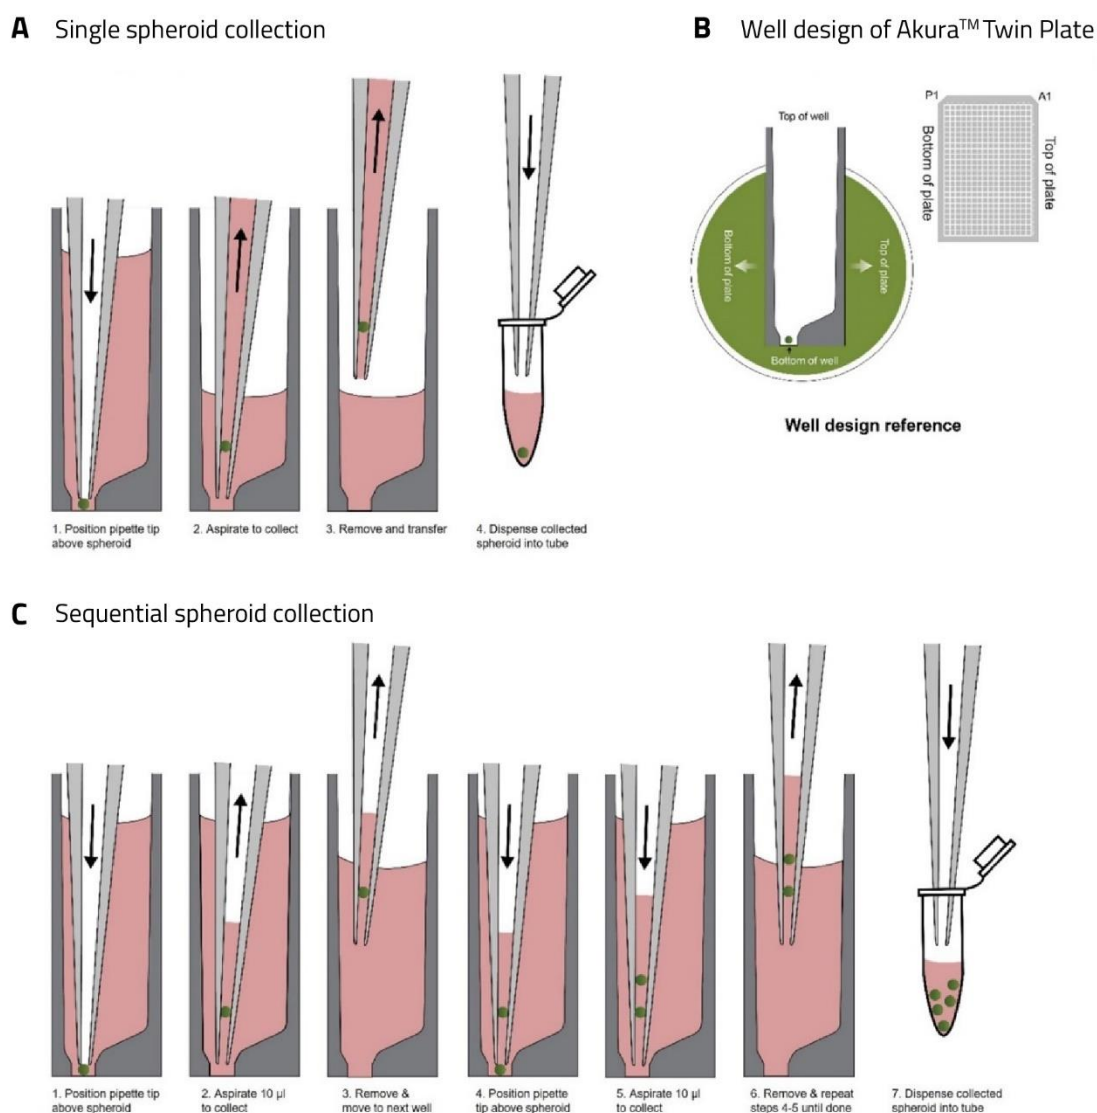 A Single spheroid collection
B Well design of Akura™ Twin Plate
P1
A1
Top of well
Bottom of plate
Top of plate
Bottom of plate
Top of plate
Bottom of well
Well design reference
1. Position pipette tip
above spheroid
2. Aspirate to collect
3. Remove and transfer
4. Dispense collected
spheroid into tube
C Sequential spheroid collection
1. Position pipette tip
above spheroid
2. Aspirate 10 µl
to collect
3. Remove &
move to next well
4. Position pipette
tip above spheroid
5. Aspirate 10 µl
to collect
6. Remove & repeat
steps 4-5 until done
7. Dispense collected
spheroid into tube